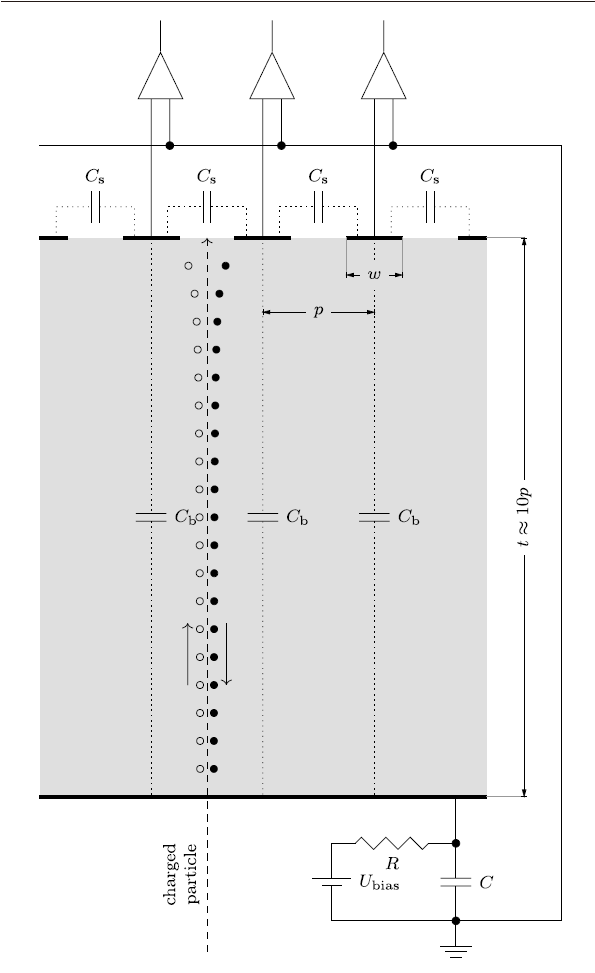 C_s C_s C_s C_s
w
p
C_b C_b C_b
t ≈ 10p
charged
particle
R
U_bias
C